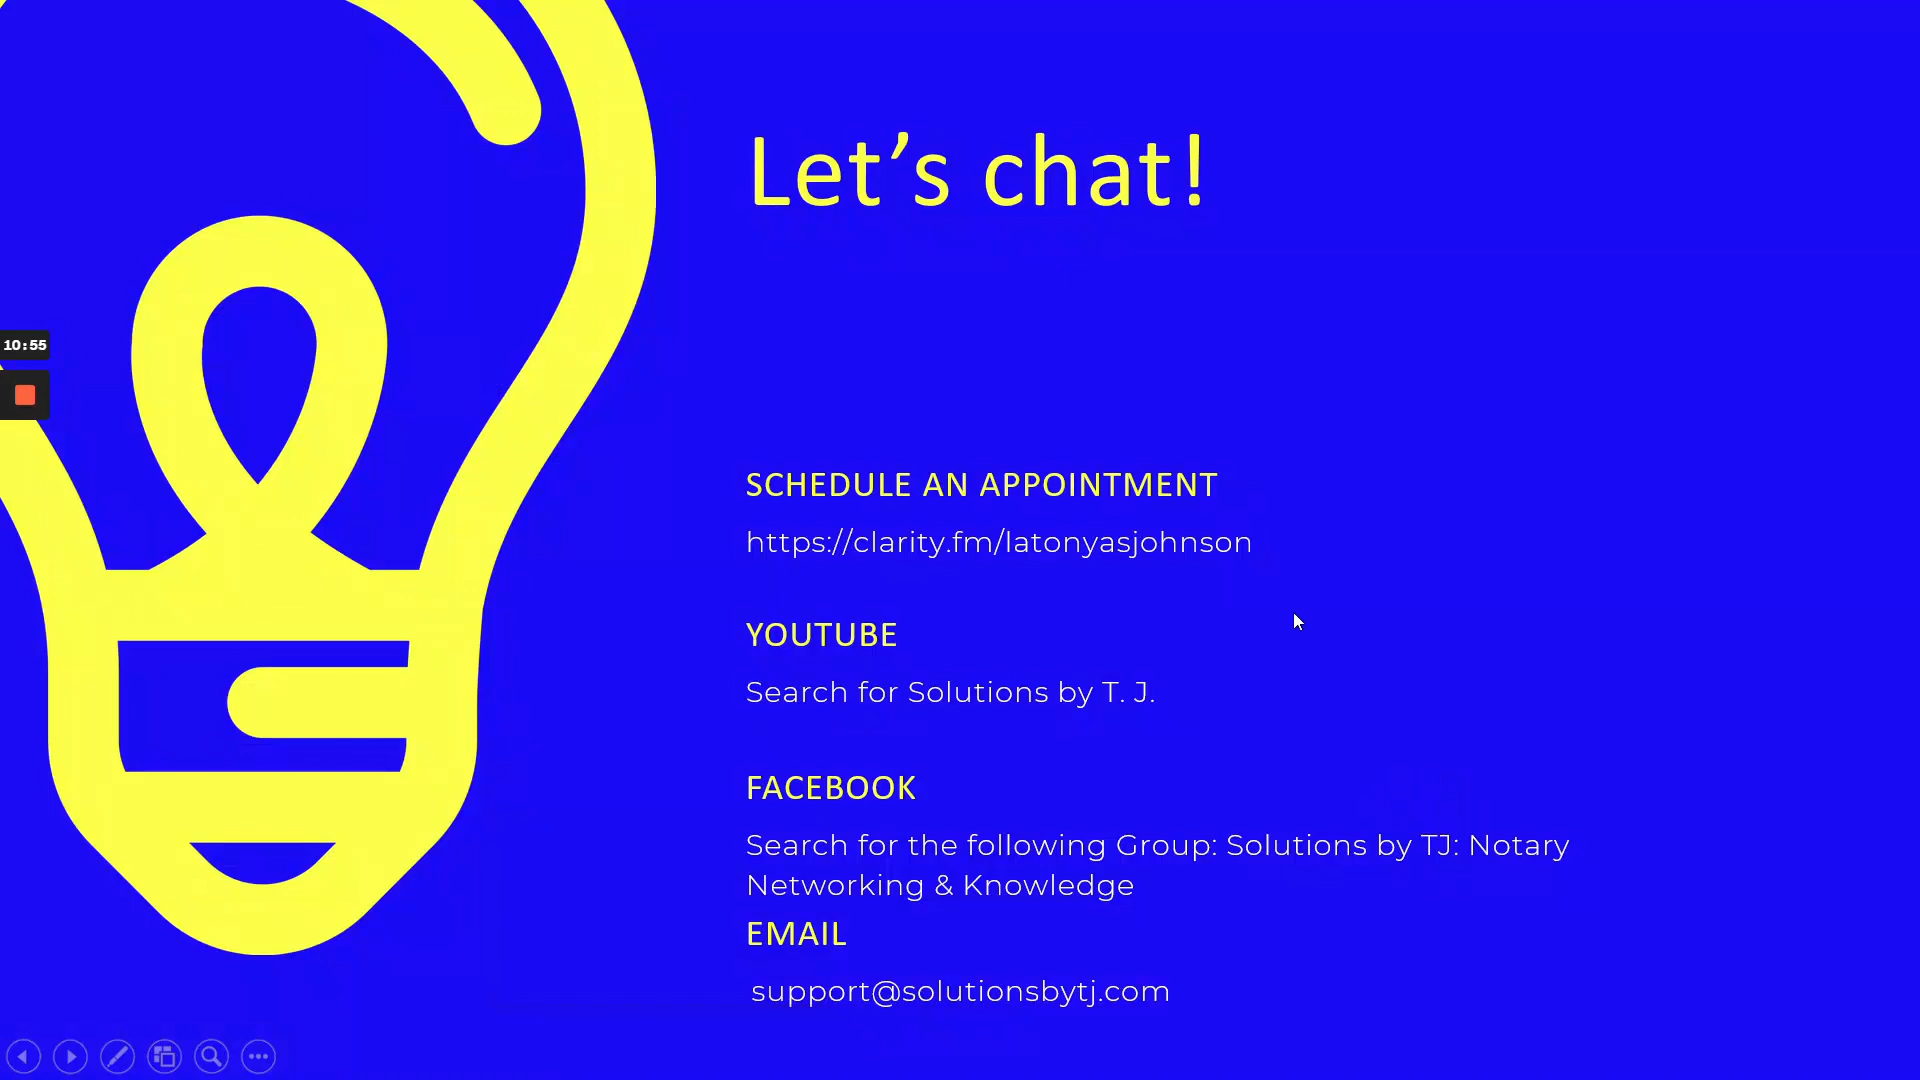 Let’s chat!
10:55
SCHEDULE AN APPOINTMENT
https://clarity.fm/latonyasjohnson
YOUTUBE
Search for Solutions by T. J.
FACEBOOK
Search for the following Group: Solutions by TJ: Notary
Networking & Knowledge
EMAIL
support@solutionsbytj.com